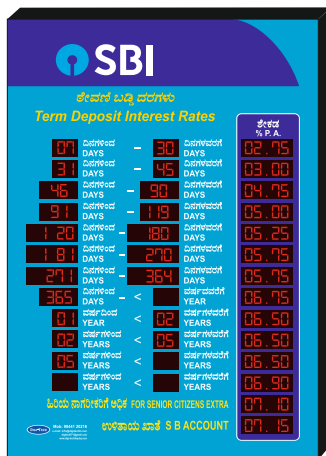 SBI
ಠೇವಣಿ ಬಡ್ಡಿ ದರಗಳು
Term Deposit Interest Rates
ಶೇಕಡ
% P. A.
07 ದಿನಗಳಿಂದ DAYS - 30 ದಿನಗಳವರೆಗೆ DAYS 02.75
31 ದಿನಗಳಿಂದ DAYS - 45 ದಿನಗಳವರೆಗೆ DAYS 03.00
46 ದಿನಗಳಿಂದ DAYS - 90 ದಿನಗಳವರೆಗೆ DAYS 04.75
91 ದಿನಗಳಿಂದ DAYS - 119 ದಿನಗಳವರೆಗೆ DAYS 05.00
120 ದಿನಗಳಿಂದ DAYS - 180 ದಿನಗಳವರೆಗೆ DAYS 05.25
181 ದಿನಗಳಿಂದ DAYS - 270 ದಿನಗಳವರೆಗೆ DAYS 05.75
271 ದಿನಗಳಿಂದ DAYS - 364 ದಿನಗಳವರೆಗೆ DAYS 05.75
365 ದಿನಗಳಿಂದ DAYS - < ವರ್ಷದವರೆಗೆ YEAR 06.75
01 ವರ್ಷದಿಂದ YEAR < 02 ವರ್ಷಗಳವರೆಗೆ YEARS 06.50
02 ವರ್ಷಗಳಿಂದ YEARS < 05 ವರ್ಷಗಳವರೆಗೆ YEARS 06.50
05 ವರ್ಷಗಳಿಂದ YEARS < ವರ್ಷಗಳವರೆಗೆ YEARS 06.50
ವರ್ಷಗಳಿಂದ YEARS < ವರ್ಷಗಳವರೆಗೆ YEARS 06.90
ಹಿರಿಯ ನಾಗರೀಕರಿಗೆ ಅಧಿಕ FOR SENIOR CITIZENS EXTRA 07.10
ಉಳಿತಾಯ ಖಾತೆ S B ACCOUNT 07.15